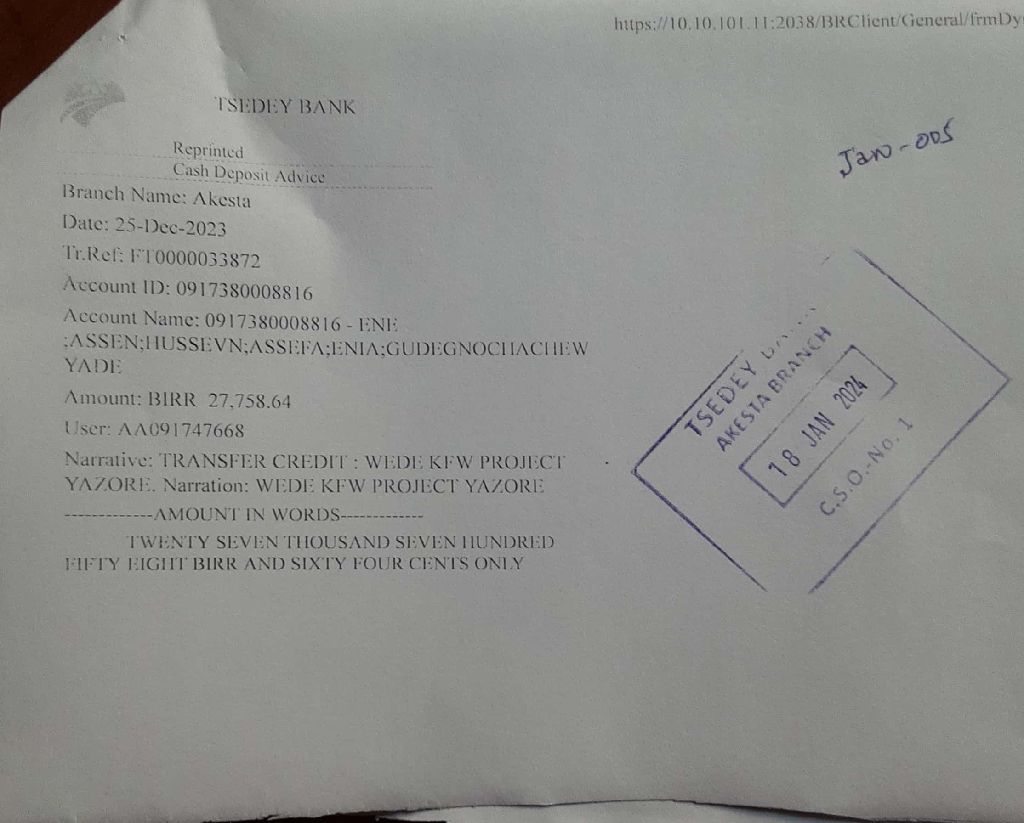 https://10.10.101.11:2038/BRClient/General/frmDy
TSEDEY BANK
Jan-005
Reprinted
Cash Deposit Advice
Branch Name: Akesta
Date: 25-Dec-2023
Tr.Ref: FT0000033872
Account ID: 0917380008816
Account Name: 0917380008816 - ENE
;ASSEN;HUSSEVN;ASSEFA;ENIA;GUDEGNOCHACHEW
YADE
Amount: BIRR 27,758.64
User: AA091747668
Narrative: TRANSFER CREDIT : WEDE KFW PROJECT
YAZORE. Narration: WEDE KFW PROJECT YAZORE
-------------AMOUNT IN WORDS-------------
TWENTY SEVEN THOUSAND SEVEN HUNDRED
FIFTY EIGHT BIRR AND SIXTY FOUR CENTS ONLY
TSEDEY
AKESTA BRANCH
18 JAN 2024
C.S.O.-No. 1